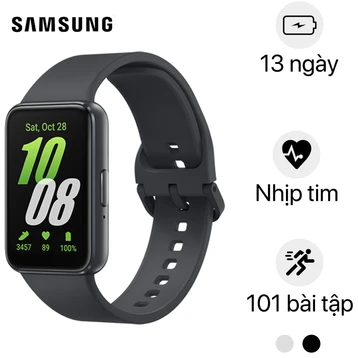 SAMSUNG
13 ngày
Sat, Oct 28
10
08
3457 89 100%
Nhịp tim
101 bài tập